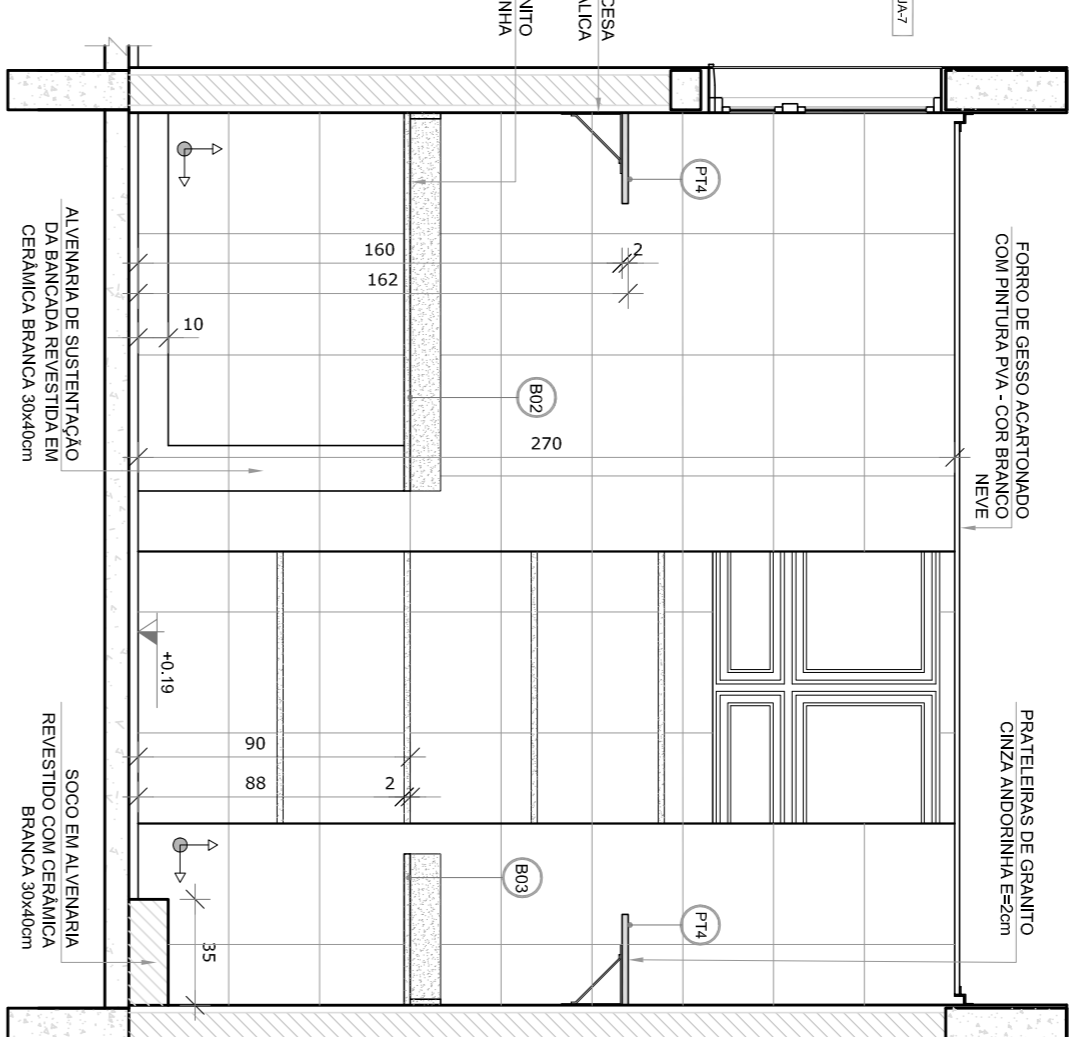 JA-7
CESA
ÁLICA
NITO
NHA
FORRO DE GESSO ACARTONADO
COM PINTURA PVA - COR BRANCO
NEVE
PRATELEIRAS DE GRANITO
CINZA ANDORINHA E=2cm
PT4
160
2
162
10
B02
270
+0.19
90
88
2
B03
PT4
35
ALVENARIA DE SUSTENTAÇÃO
DA BANCADA REVESTIDA EM
CERÂMICA BRANCA 30x40cm
SOCO EM ALVENARIA
REVESTIDO COM CERÂMICA
BRANCA 30x40cm